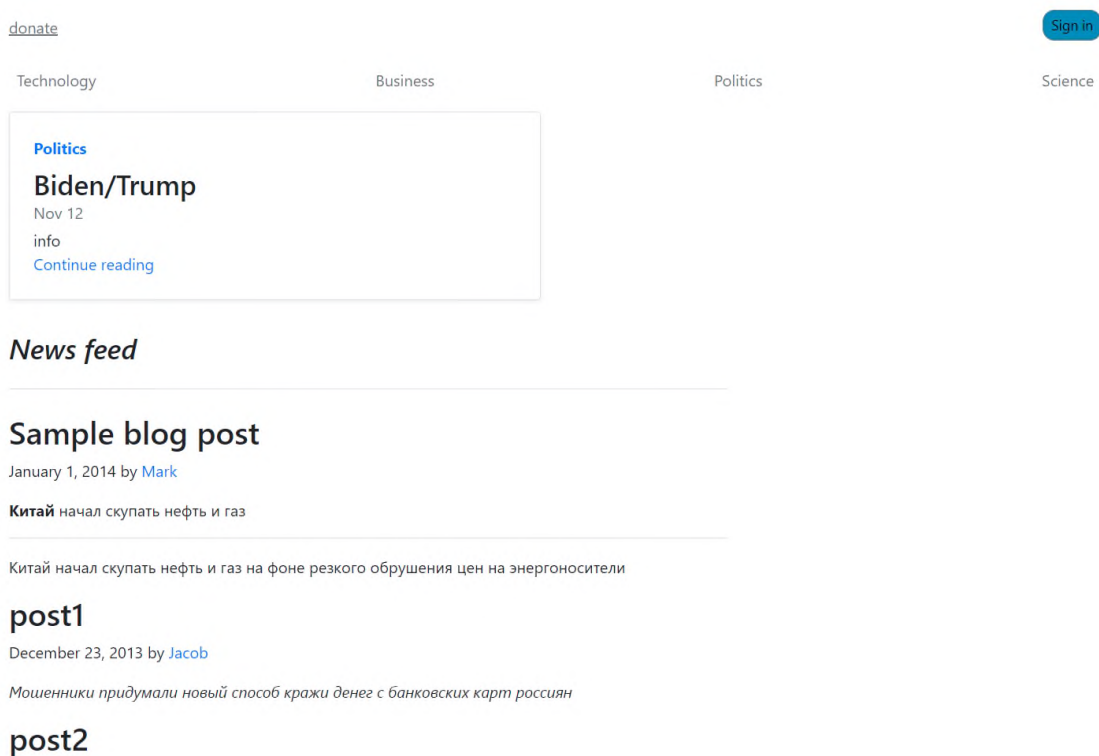 donate
Sign in
Technology Business Politics Science
Politics
Biden/Trump
Nov 12
info
Continue reading
News feed
Sample blog post
January 1, 2014 by Mark
Китай начал скупать нефть и газ
Китай начал скупать нефть и газ на фоне резкого обрушения цен на энергоносители
post1
December 23, 2013 by Jacob
Мошенники придумали новый способ кражи денег с банковских карт россиян
post2